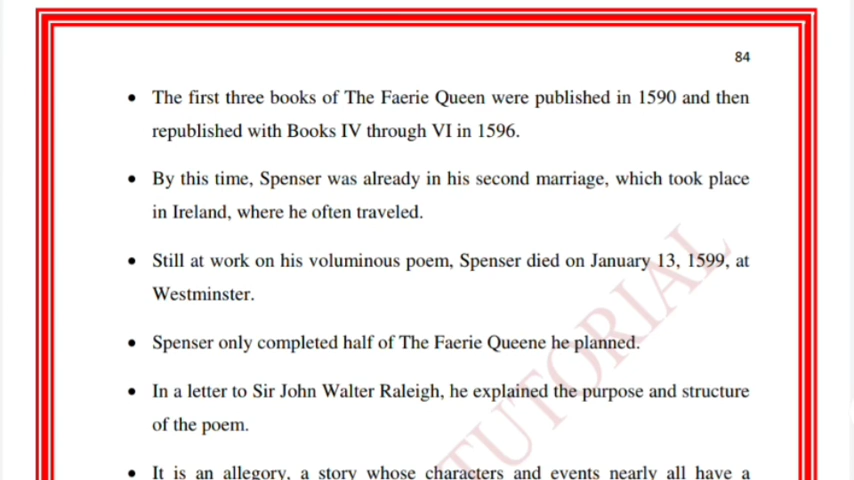 84
• The first three books of The Faerie Queen were published in 1590 and then
republished with Books IV through VI in 1596.
• By this time, Spenser was already in his second marriage, which took place
in Ireland, where he often traveled.
• Still at work on his voluminous poem, Spenser died on January 13, 1599, at
Westminster.
• Spenser only completed half of The Faerie Queene he planned.
• In a letter to Sir John Walter Raleigh, he explained the purpose and structure
of the poem.
• It is an allegory, a story whose characters and events nearly all have a
TUTORIAL